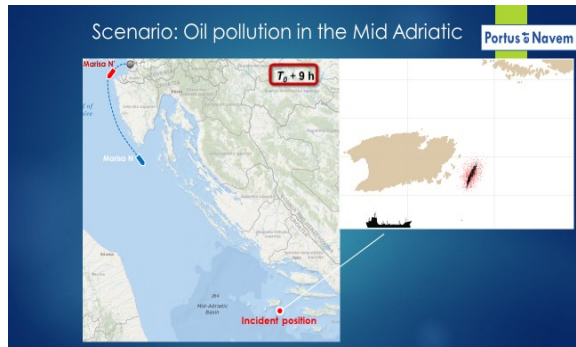 Scenario: Oil pollution in the Mid Adriatic
Portus & Navem
Marisa N'
T₀ + 9 h
Marisa N
Mid-Adriatic
Basin
Incident position